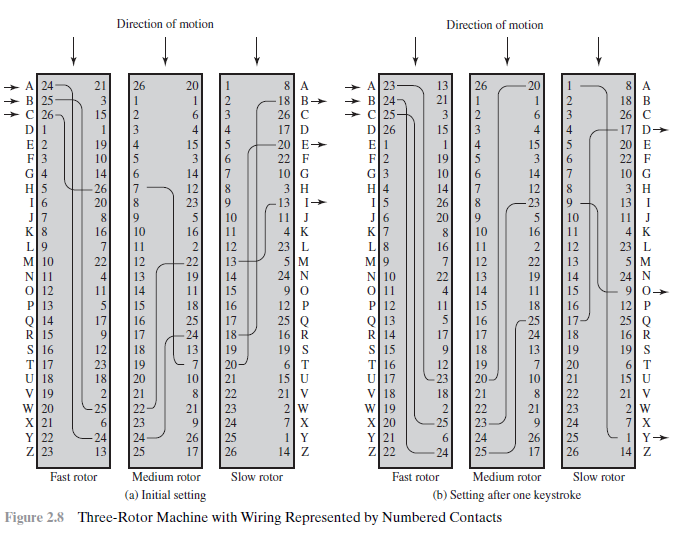 Direction of motion Direction of motion
A 24 21 26 20 1 8 A A 23 13 26 20 1 8 A
B 25 3 1 1 2 18 B B 24 21 1 1 2 18 B
C 26 15 2 6 3 26 C C 25 3 2 6 3 26 C
D 1 1 3 4 4 17 D D 26 15 3 4 4 17 D
E 2 19 4 15 5 20 E E 1 1 4 15 5 20 E
F 3 10 5 3 6 22 F F 2 19 5 3 6 22 F
G 4 14 6 14 7 10 G G 3 10 6 14 7 10 G
H 5 26 7 12 8 3 H H 4 14 7 12 8 3 H
I 6 20 8 23 9 13 I I 5 26 8 23 9 13 I
J 7 8 9 5 10 11 J J 6 20 9 5 10 11 J
K 8 16 10 16 11 4 K K 7 8 10 16 11 4 K
L 9 7 11 2 12 23 L L 8 16 11 2 12 23 L
M 10 22 12 22 13 5 M M 9 7 12 22 13 5 M
N 11 4 13 19 14 24 N N 10 22 13 19 14 24 N
O 12 11 14 11 15 9 O O 11 4 14 11 15 9 O
P 13 5 15 18 16 12 P P 12 11 15 18 16 12 P
Q 14 17 16 25 17 25 Q Q 13 5 16 25 17 25 Q
R 15 9 17 24 18 16 R R 14 17 17 24 18 16 R
S 16 12 18 13 19 19 S S 15 9 18 13 19 19 S
T 17 23 19 7 20 6 T T 16 12 19 7 20 6 T
U 18 18 20 10 21 15 U U 17 23 20 10 21 15 U
V 19 2 21 8 22 21 V V 18 18 21 8 22 21 V
W 20 25 22 21 23 2 W W 19 2 22 21 23 2 W
X 21 6 23 9 24 7 X X 20 25 23 9 24 7 X
Y 22 24 24 26 25 1 Y Y 21 6 24 26 25 1 Y
Z 23 13 25 17 26 14 Z Z 22 24 25 17 26 14 Z
Fast rotor Medium rotor Slow rotor Fast rotor Medium rotor Slow rotor
(a) Initial setting (b) Setting after one keystroke
Figure 2.8 Three-Rotor Machine with Wiring Represented by Numbered Contacts